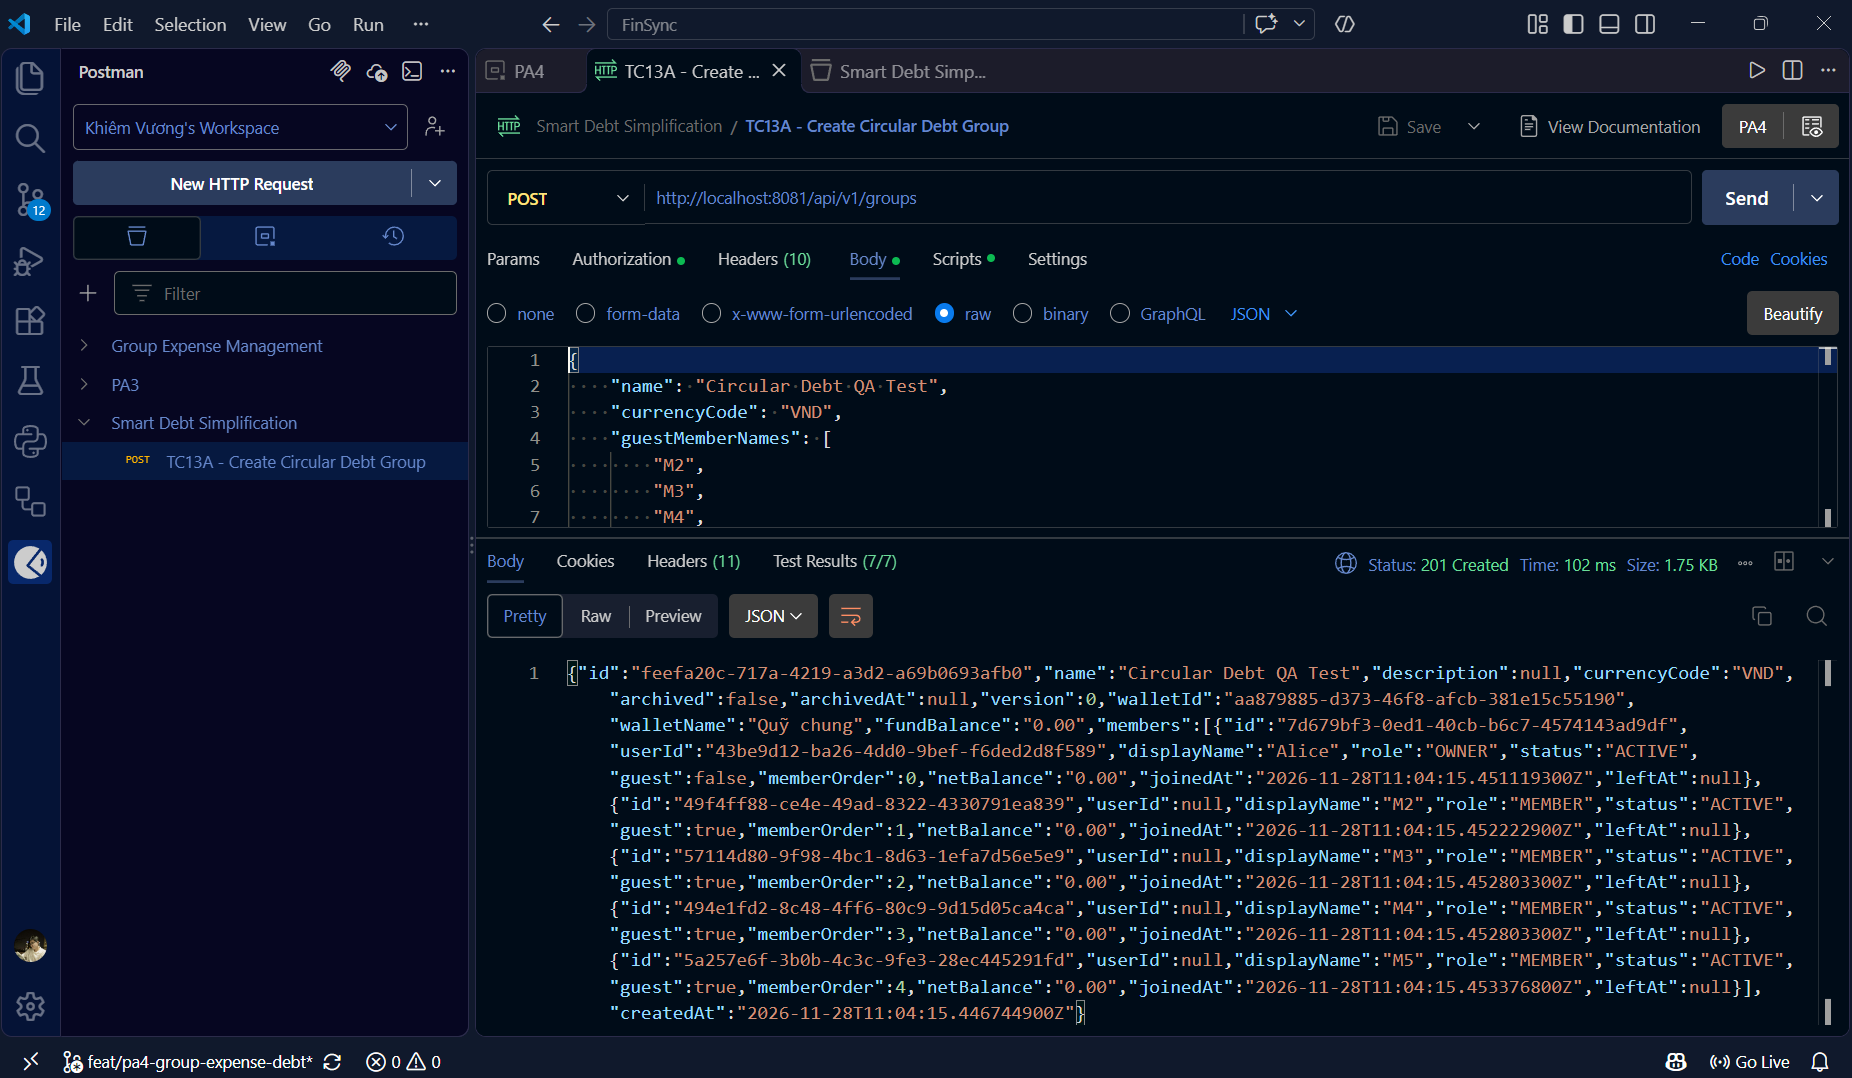 File Edit Selection View Go Run ··· FinSync
Postman
PA4
TC13A - Create ...
Smart Debt Simp...
Khiêm Vương's Workspace
New HTTP Request
Filter
Group Expense Management
PA3
Smart Debt Simplification
POST TC13A - Create Circular Debt Group
12
HTTP Smart Debt Simplification / TC13A - Create Circular Debt Group
Save View Documentation PA4
POST http://localhost:8081/api/v1/groups Send
Params Authorization Headers (10) Body Scripts Settings Code Cookies
none form-data x-www-form-urlencoded raw binary GraphQL JSON Beautify
1 {
2 "name": "Circular Debt QA Test",
3 "currencyCode": "VND",
4 "guestMemberNames": [
5 "M2",
6 "M3",
7 "M4",
Body Cookies Headers (11) Test Results (7/7) Status: 201 Created Time: 102 ms Size: 1.75 KB
Pretty Raw Preview JSON
1 {"id":"feefa20c-717a-4219-a3d2-a69b0693afb0","name":"Circular Debt QA Test","description":null,"currencyCode":"VND",
"archived":false,"archivedAt":null,"version":0,"walletId":"aa879885-d373-46f8-afcb-381e15c55190",
"walletName":"Quỹ chung","fundBalance":"0.00","members":[{"id":"7d679bf3-0ed1-40cb-b6c7-4574143ad9df",
"userId":"43be9d12-ba26-4dd0-9bef-f6ded2d8f589","displayName":"Alice","role":"OWNER","status":"ACTIVE",
"guest":false,"memberOrder":0,"netBalance":"0.00","joinedAt":"2026-11-28T11:04:15.451119300Z","leftAt":null},
{"id":"49f4ff88-ce4e-49ad-8322-4330791ea839","userId":null,"displayName":"M2","role":"MEMBER","status":"ACTIVE",
"guest":true,"memberOrder":1,"netBalance":"0.00","joinedAt":"2026-11-28T11:04:15.452222900Z","leftAt":null},
{"id":"57114d80-9f98-4bc1-8d63-1efa7d56e5e9","userId":null,"displayName":"M3","role":"MEMBER","status":"ACTIVE",
"guest":true,"memberOrder":2,"netBalance":"0.00","joinedAt":"2026-11-28T11:04:15.452803300Z","leftAt":null},
{"id":"494e1fd2-8c48-4ff6-80c9-9d15d05ca4ca","userId":null,"displayName":"M4","role":"MEMBER","status":"ACTIVE",
"guest":true,"memberOrder":3,"netBalance":"0.00","joinedAt":"2026-11-28T11:04:15.452803300Z","leftAt":null},
{"id":"5a257e6f-3b0b-4c3c-9fe3-28ec445291fd","userId":null,"displayName":"M5","role":"MEMBER","status":"ACTIVE",
"guest":true,"memberOrder":4,"netBalance":"0.00","joinedAt":"2026-11-28T11:04:15.453376800Z","leftAt":null}],
"createdAt":"2026-11-28T11:04:15.446744900Z"}
feat/pa4-group-expense-debt* 0 0 Go Live